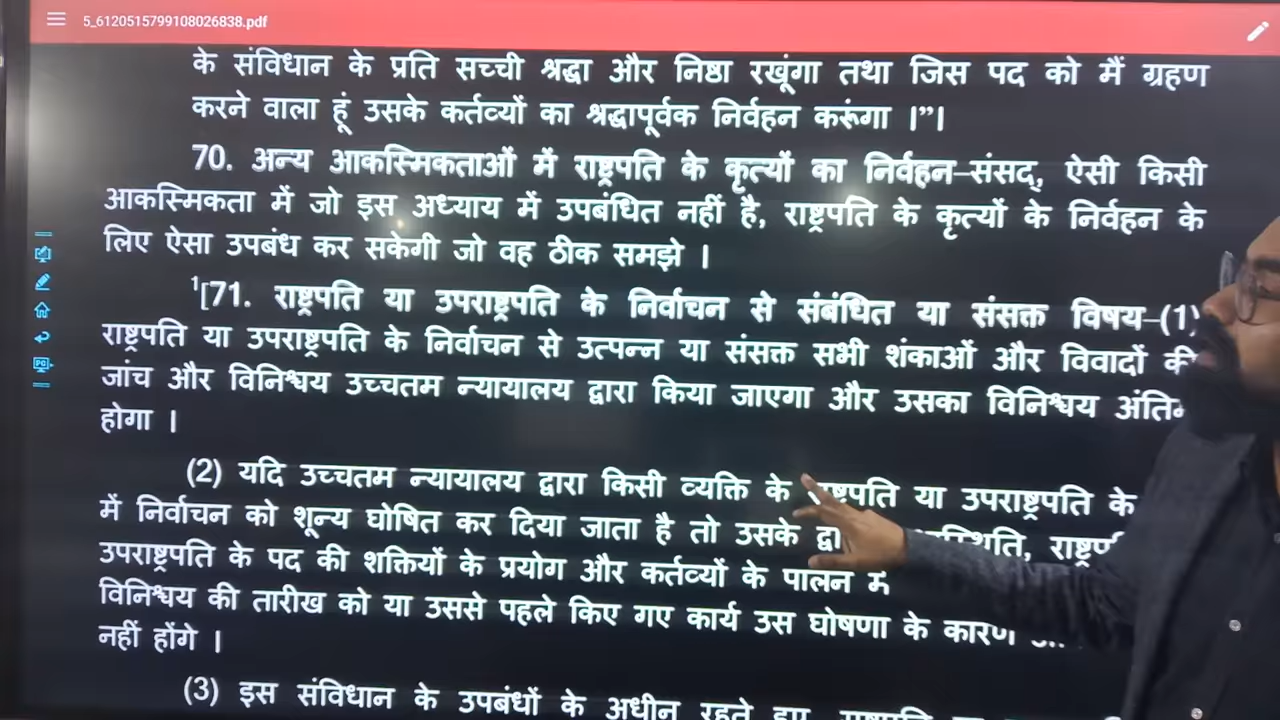 5_6120515799108026838.pdf
के संविधान के प्रति सच्ची श्रद्धा और निष्ठा रखूंगा तथा जिस पद को मैं ग्रहण
करने वाला हूं उसके कर्तव्यों का श्रद्धापूर्वक निर्वहन करूंगा ।”।
70. अन्य आकस्मिकताओं में राष्ट्रपति के कृत्यों का निर्वहन–संसद्, ऐसी किसी
आकस्मिकता में जो इस अध्याय में उपबंधित नहीं है, राष्ट्रपति के कृत्यों के निर्वहन के
लिए ऐसा उपबंध कर सकेगी जो वह ठीक समझे ।
1[71. राष्ट्रपति या उपराष्ट्रपति के निर्वाचन से संबंधित या संसक्त विषय–(1)
राष्ट्रपति या उपराष्ट्रपति के निर्वाचन से उत्पन्न या संसक्त सभी शंकाओं और विवादों की
जांच और विनिश्चय उच्चतम न्यायालय द्वारा किया जाएगा और उसका विनिश्चय
होगा ।
(2) यदि उच्चतम न्यायालय द्वारा किसी व्यक्ति के राष्ट्रपति या उपराष्ट्रपति के
में निर्वाचन को शून्य घोषित कर दिया जाता है तो उसके
उपराष्ट्रपति के पद की शक्तियों के प्रयोग और कर्तव्यों के पालन में
विनिश्चय की तारीख को या उससे पहले किए गए कार्य उस घोषणा के कारण
नहीं होंगे ।
(3) इस संविधान के उपबंधों के अधीन रहते हुए